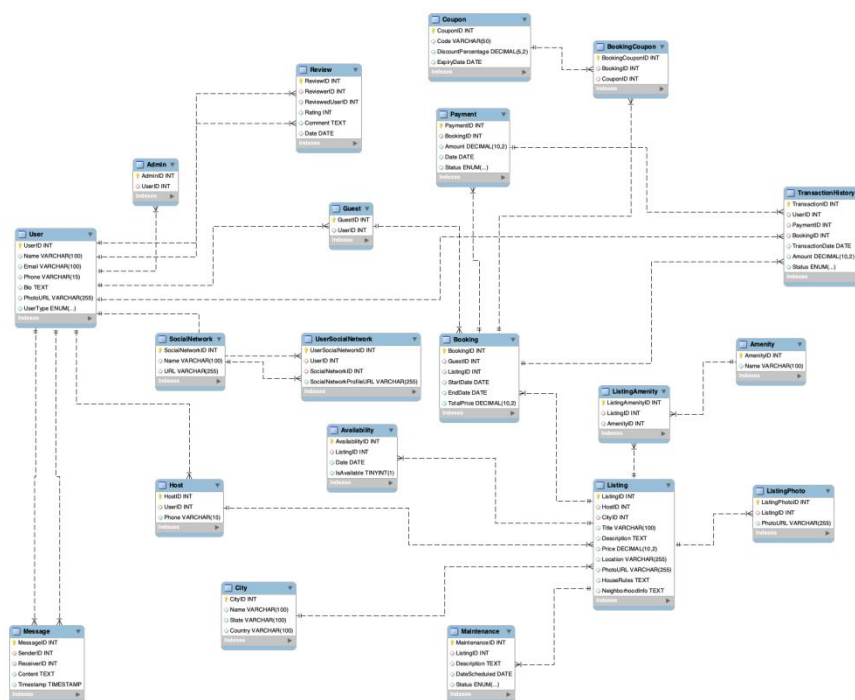 Coupon
CouponID INT
Code VARCHAR(50)
DiscountPercentage DECIMAL(5,2)
ExpiryDate DATE
Indexes
BookingCoupon
BookingCouponID INT
BookingID INT
CouponID INT
Indexes
Review
ReviewID INT
ReviewerID INT
ReviewedUserID INT
Rating INT
Comment TEXT
Date DATE
Indexes
Payment
PaymentID INT
BookingID INT
Amount DECIMAL(10,2)
Date DATE
Status ENUM(...)
Indexes
Admin
AdminID INT
UserID INT
Indexes
TransactionHistory
TransactionID INT
UserID INT
PaymentID INT
BookingID INT
TransactionDate DATE
Amount DECIMAL(10,2)
Status ENUM(...)
Indexes
Guest
GuestID INT
UserID INT
Indexes
User
UserID INT
Name VARCHAR(100)
Email VARCHAR(100)
Phone VARCHAR(15)
Bio TEXT
PhotoURL VARCHAR(255)
UserType ENUM(...)
Indexes
SocialNetwork
SocialNetworkID INT
Name VARCHAR(100)
URL VARCHAR(255)
Indexes
UserSocialNetwork
UserSocialNetworkID INT
UserID INT
SocialNetworkID INT
SocialNetworkProfileURL VARCHAR(255)
Indexes
Booking
BookingID INT
GuestID INT
ListingID INT
StartDate DATE
EndDate DATE
TotalPrice DECIMAL(10,2)
Indexes
Amenity
AmenityID INT
Name VARCHAR(100)
Indexes
ListingAmenity
ListingAmenityID INT
ListingID INT
AmenityID INT
Indexes
Availability
AvailabilityID INT
ListingID INT
Date DATE
IsAvailable TINYINT(1)
Indexes
Host
HostID INT
UserID INT
Phone VARCHAR(15)
Indexes
Listing
ListingID INT
HostID INT
CityID INT
Title VARCHAR(100)
Description TEXT
Price DECIMAL(10,2)
Location VARCHAR(255)
PhotoURL VARCHAR(255)
HouseRules TEXT
NeighborhoodInfo TEXT
Indexes
ListingPhoto
ListingPhotoID INT
ListingID INT
PhotoURL VARCHAR(255)
Indexes
City
CityID INT
Name VARCHAR(100)
State VARCHAR(100)
Country VARCHAR(100)
Indexes
Message
MessageID INT
SenderID INT
ReceiverID INT
Content TEXT
Timestamp TIMESTAMP
Indexes
Maintenance
MaintenanceID INT
ListingID INT
Description TEXT
DateScheduled DATE
Status ENUM(...)
Indexes